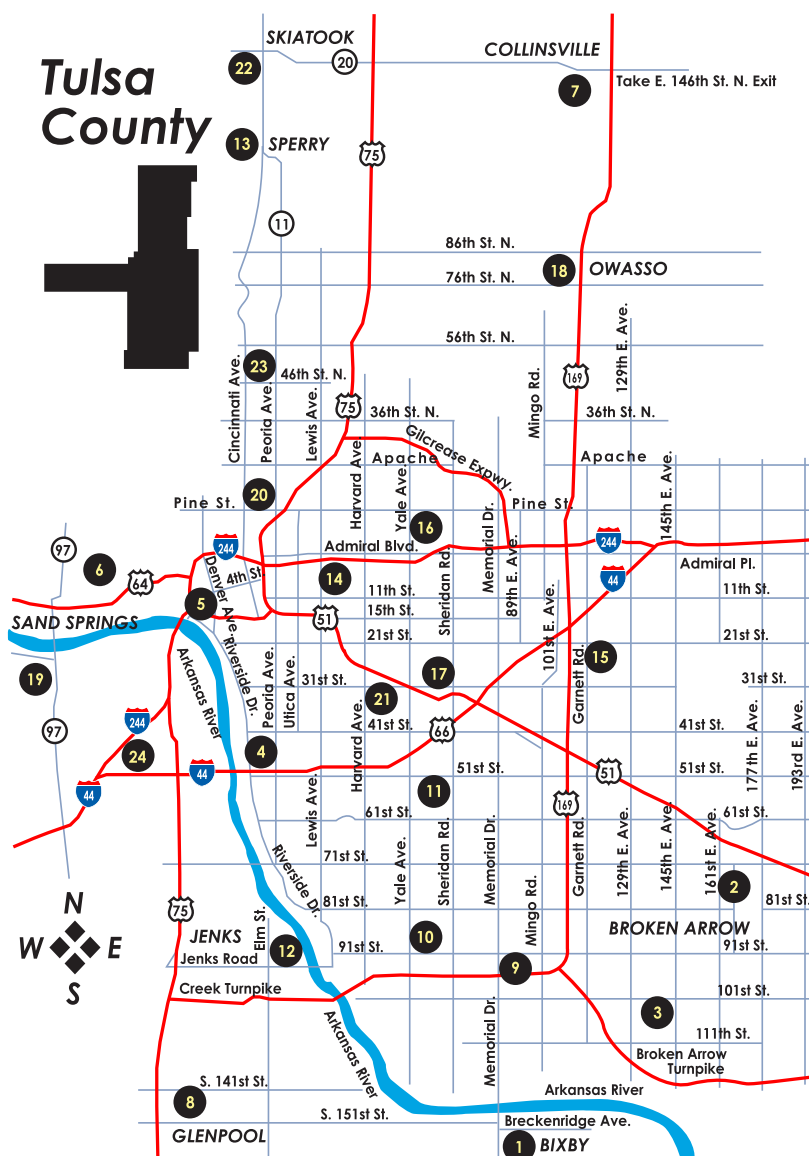 SKIATOOK
COLLINSVILLE
Tulsa
County
22
20
7
Take E. 146th St. N. Exit
13
SPERRY
75
11
86th St. N.
18
OWASSO
76th St. N.
56th St. N.
129th E. Ave.
23
46th St. N.
Mingo Rd.
169
75
Cincinnati Ave.
Peoria Ave.
Lewis Ave.
36th St. N.
36th St. N.
Gilcrease Expwy.
Apache
Apache
Harvard Ave.
Yale Ave.
145th E. Ave.
20
Pine St.
Pine St.
16
Memorial Dr.
97
244
Admiral Blvd.
244
6
64
Denver Ave.
4th St
14
Sheridan Rd.
89th E. Ave.
44
Admiral Pl.
11th St.
11th St.
5
51
15th St.
SAND SPRINGS
21st St.
101st E. Ave.
21st St.
Arkansas River
Riverside Dr.
Peoria Ave.
Utica Ave.
15
19
31st St.
17
Garnett Rd.
31st St.
21
244
97
Harvard Ave.
41st St.
66
41st St.
177th E. Ave.
193rd E. Ave.
24
4
44
44
51st St.
51
51st St.
11
169
Lewis Ave.
61st St.
61st St.
Yale Ave.
Sheridan Rd.
Memorial Dr.
Garnett Rd.
129th E. Ave.
145th E. Ave.
161st E. Ave.
Riverside Dr.
71st St.
2
81st St.
81st St.
N
W
E
S
75
JENKS
Elm St.
Mingo Rd.
BROKEN ARROW
12
91st St.
10
91st St.
Jenks Road
9
Creek Turnpike
101st St.
3
Arkansas River
Memorial Dr.
111th St.
Broken Arrow
Turnpike
S. 141st St.
Arkansas River
8
S. 151st St.
Breckenridge Ave.
GLENPOOL
1
BIXBY